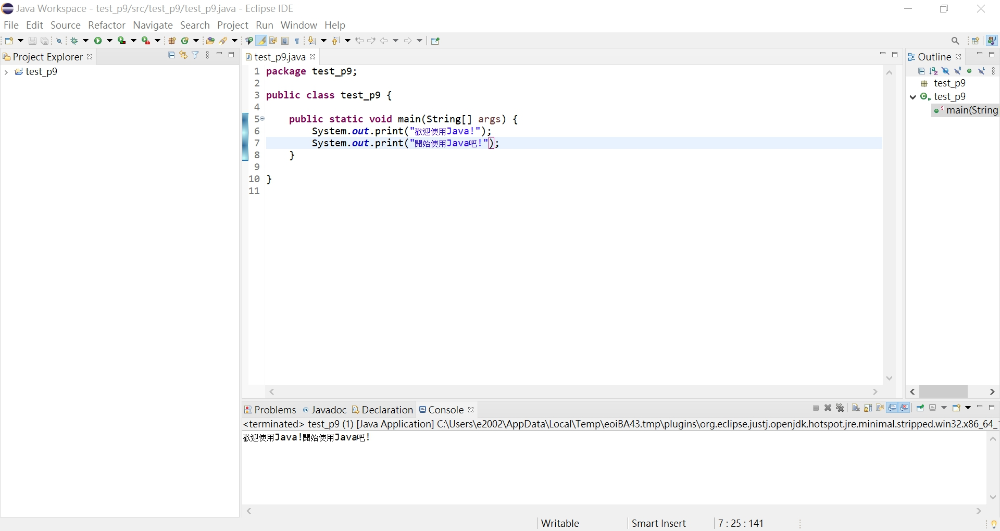 Java Workspace - test_p9/src/test_p9/test_p9.java - Eclipse IDE
File Edit Source Refactor Navigate Search Project Run Window Help
Project Explorer
test_p9
test_p9.java
1 package test_p9;
2
3 public class test_p9 {
4
5 public static void main(String[] args) {
6 System.out.print("歡迎使用Java!");
7 System.out.print("開始使用Java吧!");
8 }
9
10 }
11
Outline
test_p9
test_p9
main(String
Problems @ Javadoc Declaration Console
<terminated> test_p9 (1) [Java Application] C:\Users\e2002\AppData\Local\Temp\eoiBA43.tmp\plugins\org.eclipse.justj.openjdk.hotspot.jre.minimal.stripped.win32.x86_64_
歡迎使用Java!開始使用Java吧!
Writable Smart Insert 7 : 25 : 141